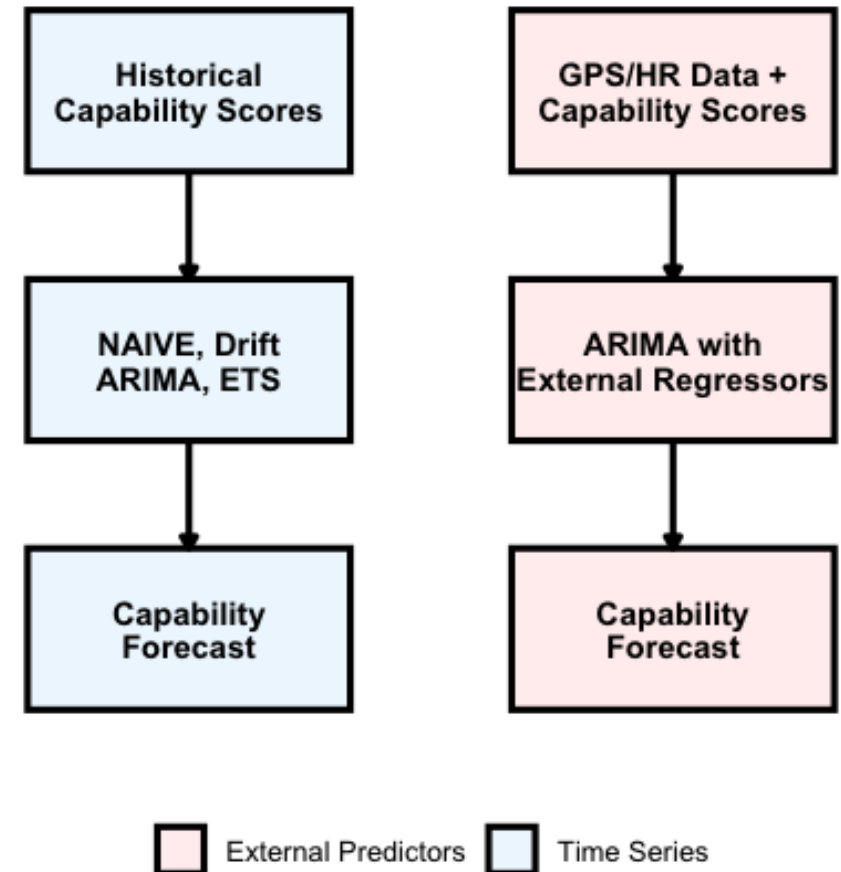 Historical
Capability Scores
GPS/HR Data +
Capability Scores
NAIVE, Drift
ARIMA, ETS
ARIMA with
External Regressors
Capability
Forecast
Capability
Forecast
External Predictors
Time Series